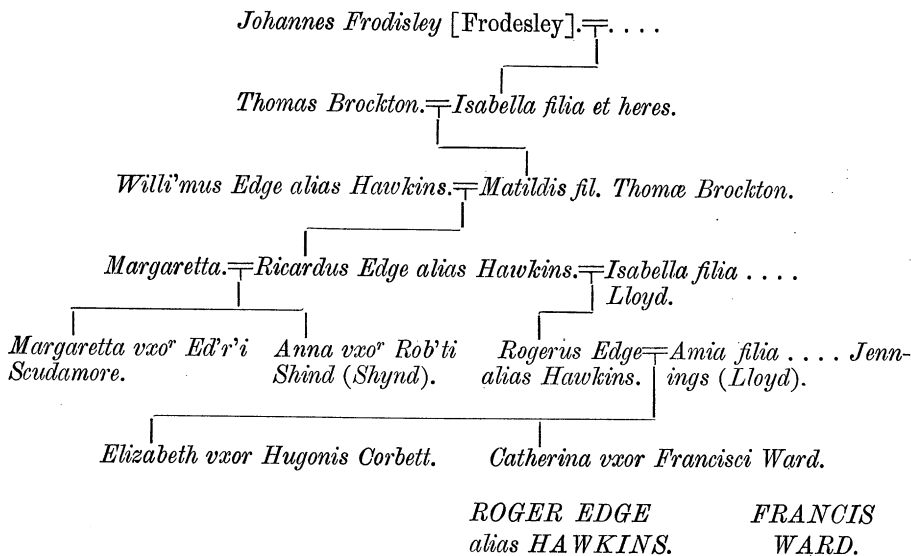 Johannes Frodisley [Frodesley].=. . . .
Thomas Brockton.=Isabella filia et heres.
Willi'mus Edge alias Hawkins.=Matildis fil. Thomæ Brockton.
Margaretta.=Ricardus Edge alias Hawkins.=Isabella filia . . . .
Lloyd.
Margaretta vxoʳ Ed'r'i
Scudamore.
Anna vxoʳ Rob'ti
Shind (Shynd).
Rogerus Edge=Amia filia . . . . Jenn-
alias Hawkins. ings (Lloyd).
Elizabeth vxor Hugonis Corbett.
Catherina vxor Francisci Ward.
ROGER EDGE
alias HAWKINS.
FRANCIS
WARD.